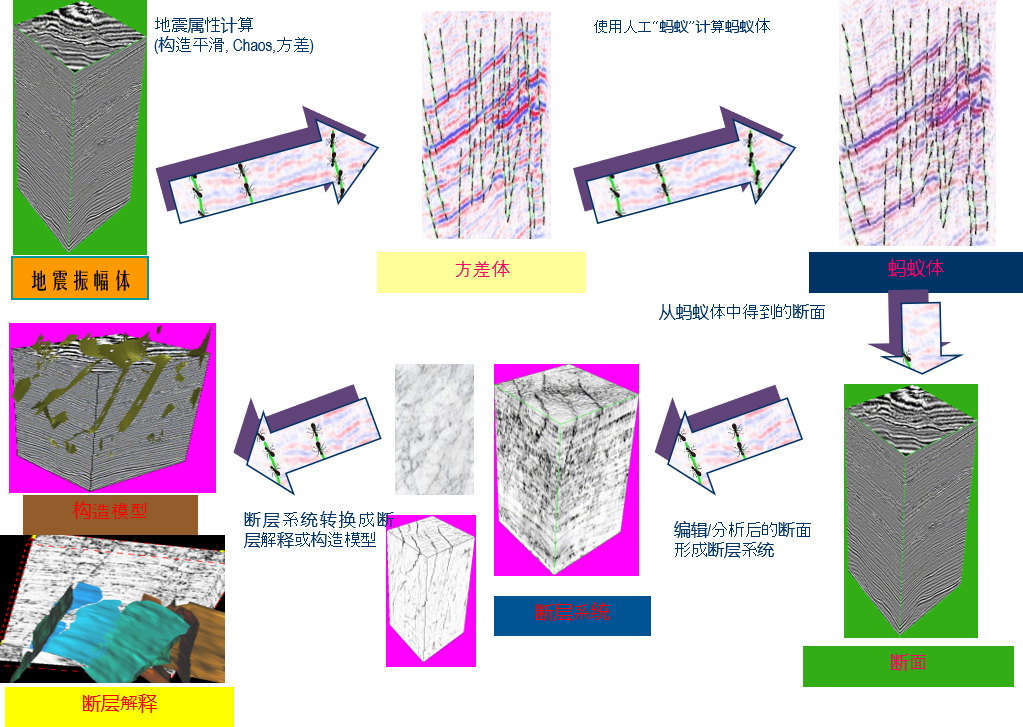 地震属性计算
(构造平滑, Chaos,方差)
使用人工“蚂蚁”计算蚂蚁体
地震振幅体
方差体
蚂蚁体
从蚂蚁体中得到的断面
构造模型
断层系统转换成断
层解释或构造模型
编辑/分析后的断面
形成断层系统
断层系统
断面
断层解释